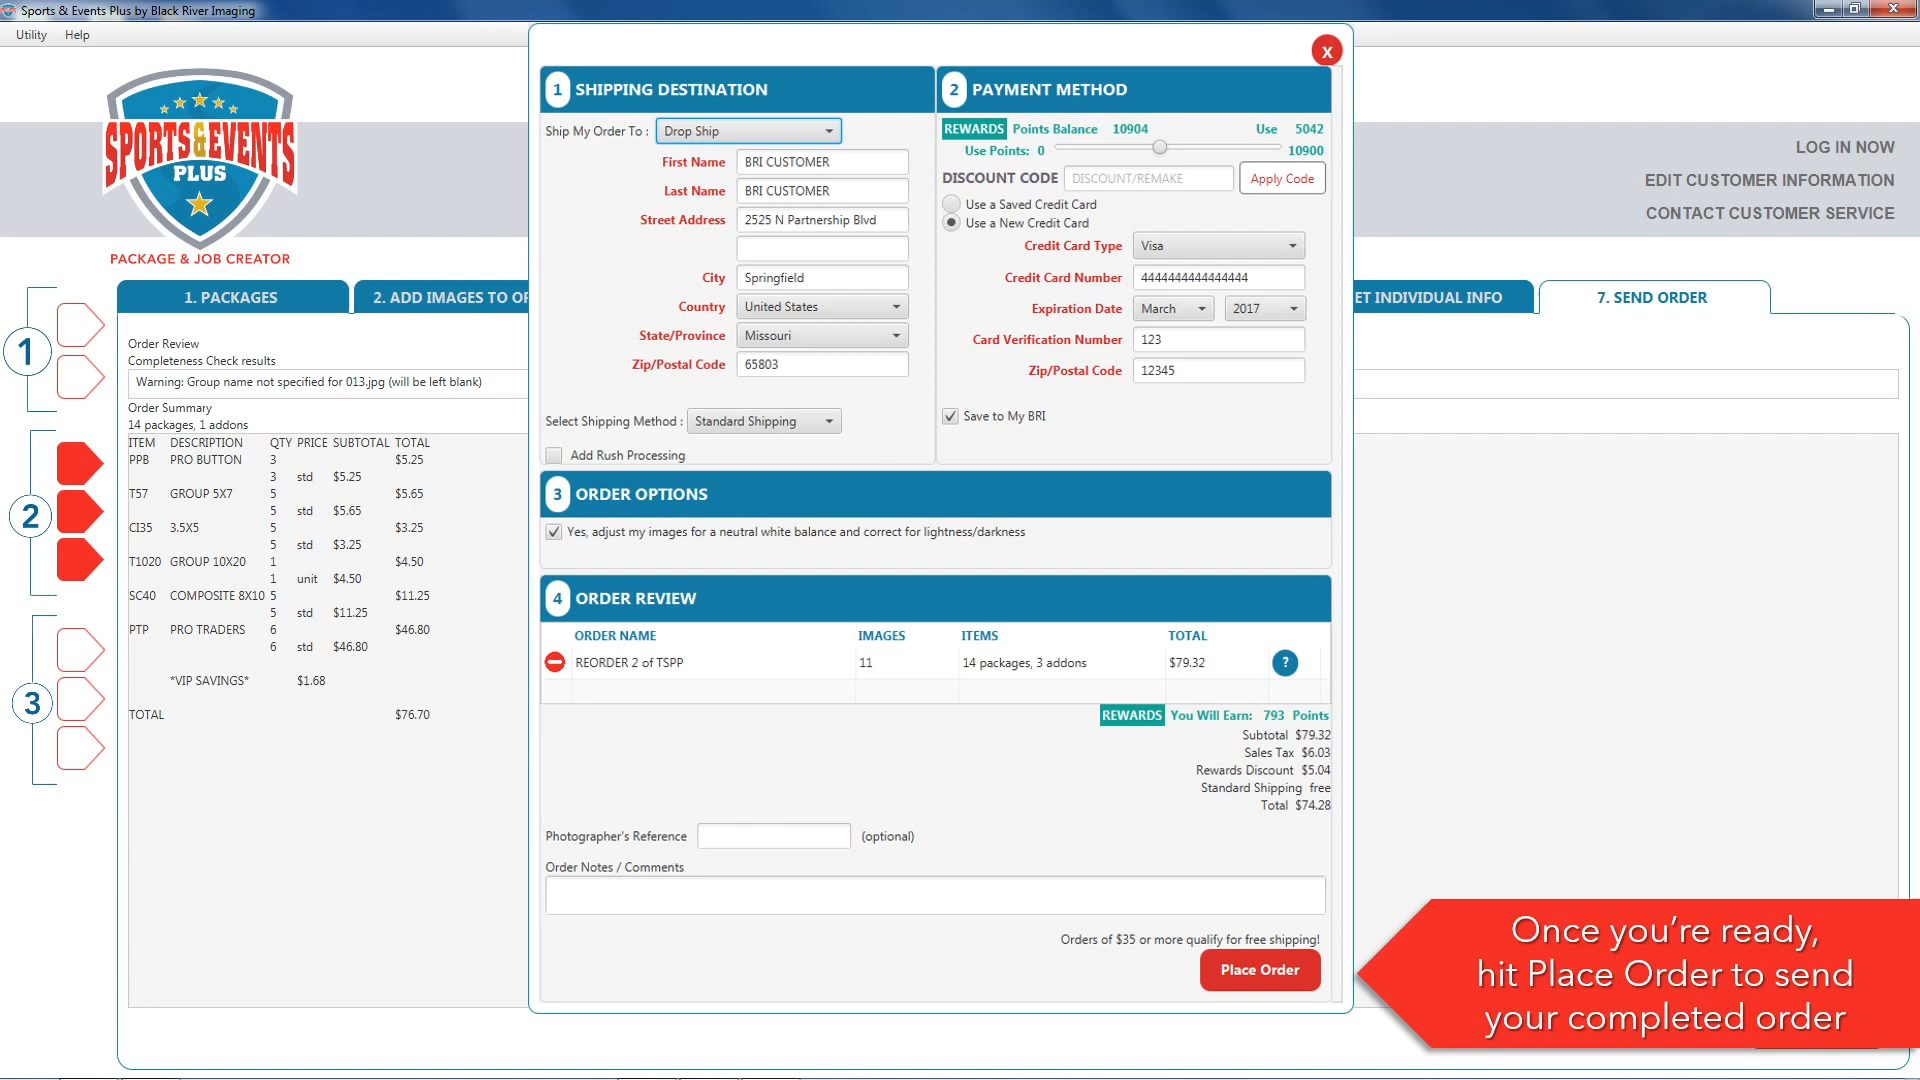 Sports & Events Plus by Black River Imaging
Utility Help
X
SPORTS & EVENTS
PLUS
PACKAGE & JOB CREATOR
LOG IN NOW
EDIT CUSTOMER INFORMATION
CONTACT CUSTOMER SERVICE
1. PACKAGES
2. ADD IMAGES TO OR
ET INDIVIDUAL INFO
7. SEND ORDER
1
2
3
Order Review
Completeness Check results
Warning: Group name not specified for 013.jpg (will be left blank)
Order Summary
14 packages, 1 addons
ITEM DESCRIPTION QTY PRICE SUBTOTAL TOTAL
PPB PRO BUTTON 3 $5.25
3 std $5.25
T57 GROUP 5X7 5 $5.65
5 std $5.65
CI35 3.5X5 5 $3.25
5 std $3.25
T1020 GROUP 10X20 1 $4.50
1 unit $4.50
SC40 COMPOSITE 8X10 5 $11.25
5 std $11.25
PTP PRO TRADERS 6 $46.80
6 std $46.80
*VIP SAVINGS* $1.68
TOTAL $76.70
1 SHIPPING DESTINATION
Ship My Order To : Drop Ship
First Name BRI CUSTOMER
Last Name BRI CUSTOMER
Street Address 2525 N Partnership Blvd
City Springfield
Country United States
State/Province Missouri
Zip/Postal Code 65803
Select Shipping Method : Standard Shipping
Add Rush Processing
2 PAYMENT METHOD
REWARDS Points Balance 10904 Use 5042
Use Points: 0 10900
DISCOUNT CODE DISCOUNT/REMAKE Apply Code
Use a Saved Credit Card
Use a New Credit Card
Credit Card Type Visa
Credit Card Number 4444444444444444
Expiration Date March 2017
Card Verification Number 123
Zip/Postal Code 12345
Save to My BRI
3 ORDER OPTIONS
Yes, adjust my images for a neutral white balance and correct for lightness/darkness
4 ORDER REVIEW
ORDER NAME IMAGES ITEMS TOTAL
REORDER 2 of TSPP 11 14 packages, 3 addons $79.32 ?
REWARDS You Will Earn: 793 Points
Subtotal $79.32
Sales Tax $6.03
Rewards Discount $5.04
Standard Shipping free
Total $74.28
Photographer's Reference (optional)
Order Notes / Comments
Orders of $35 or more qualify for free shipping!
Place Order
Once you’re ready,
hit Place Order to send
your completed order